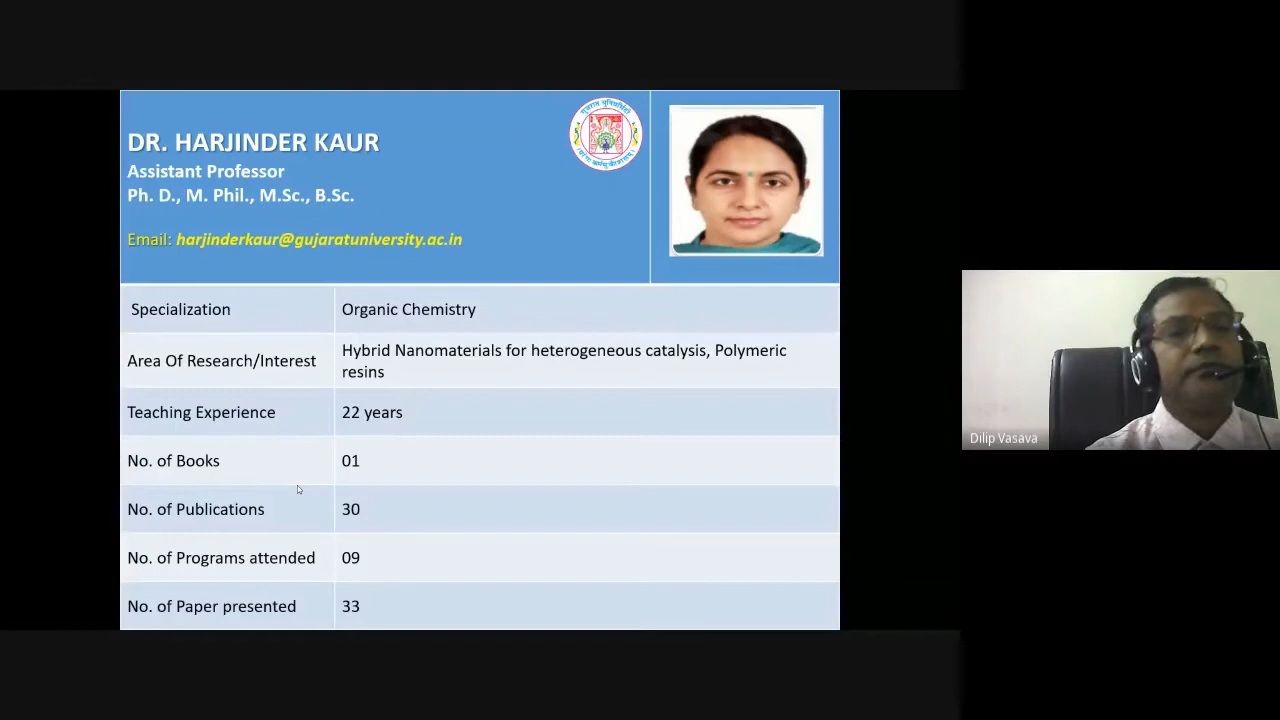 DR. HARJINDER KAUR
Assistant Professor
Ph. D., M. Phil., M.Sc., B.Sc.
Email: harjinderkaur@gujaratuniversity.ac.in
Specialization
Organic Chemistry
Area Of Research/Interest
Hybrid Nanomaterials for heterogeneous catalysis, Polymeric
resins
Teaching Experience
22 years
No. of Books
01
No. of Publications
30
No. of Programs attended
09
No. of Paper presented
33
Dilip Vasava